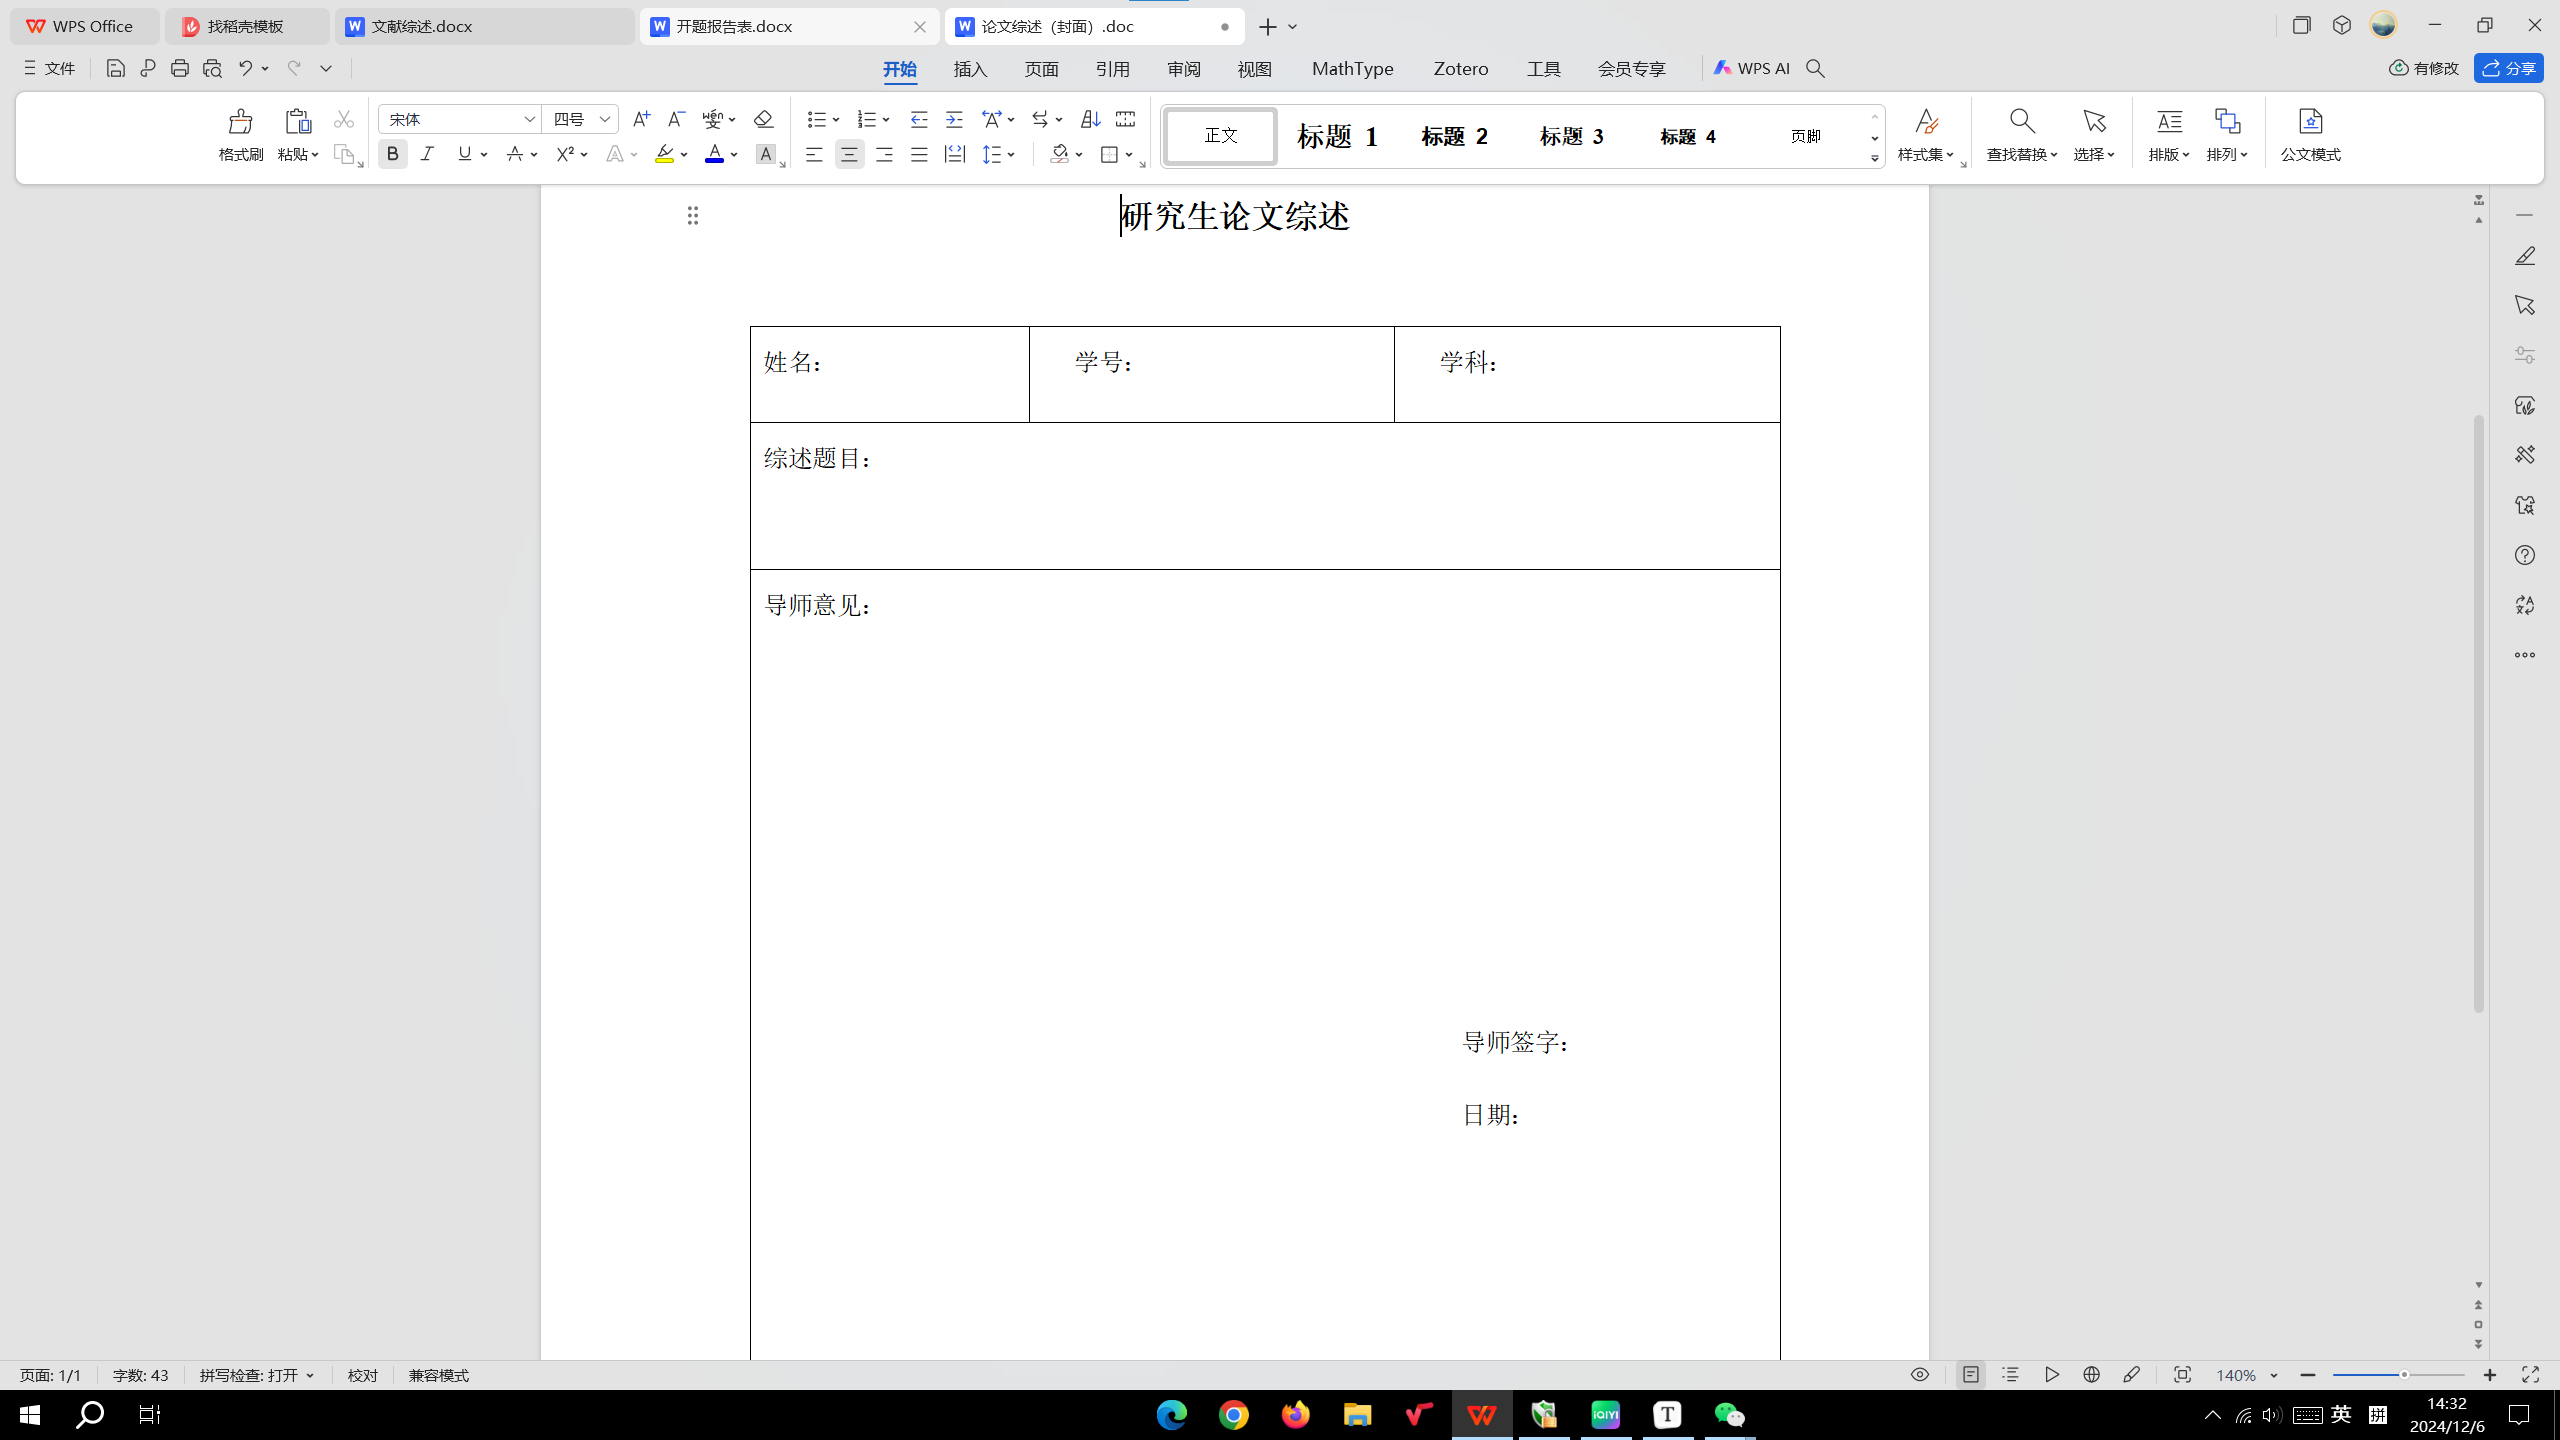 WPS Office 找稻壳模板 文献综述.docx 开题报告表.docx 论文综述（封面）.doc
文件 开始 插入 页面 引用 审阅 视图 MathType Zotero 工具 会员专享 WPS AI 有修改 分享
宋体 四号
格式刷 粘贴 正文 标题 1 标题 2 标题 3 标题 4 页脚 样式集 查找替换 选择 排版 排列 公文模式
研究生论文综述
姓名： 学号： 学科：
综述题目：
导师意见：
导师签字：
日期：
页面: 1/1 字数: 43 拼写检查: 打开 校对 兼容模式 140%
英 拼 14:32
2024/12/6